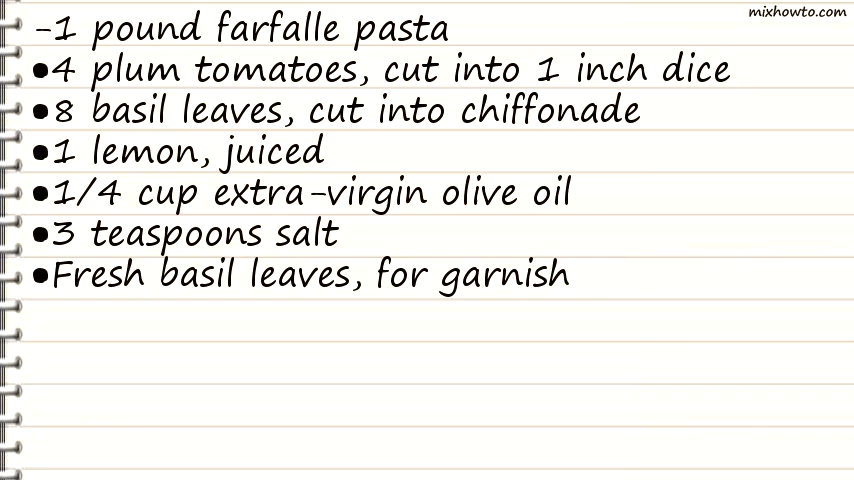 mixhowto.com
-1 pound farfalle pasta
●4 plum tomatoes, cut into 1 inch dice
●8 basil leaves, cut into chiffonade
●1 lemon, juiced
●1/4 cup extra-virgin olive oil
●3 teaspoons salt
●Fresh basil leaves, for garnish